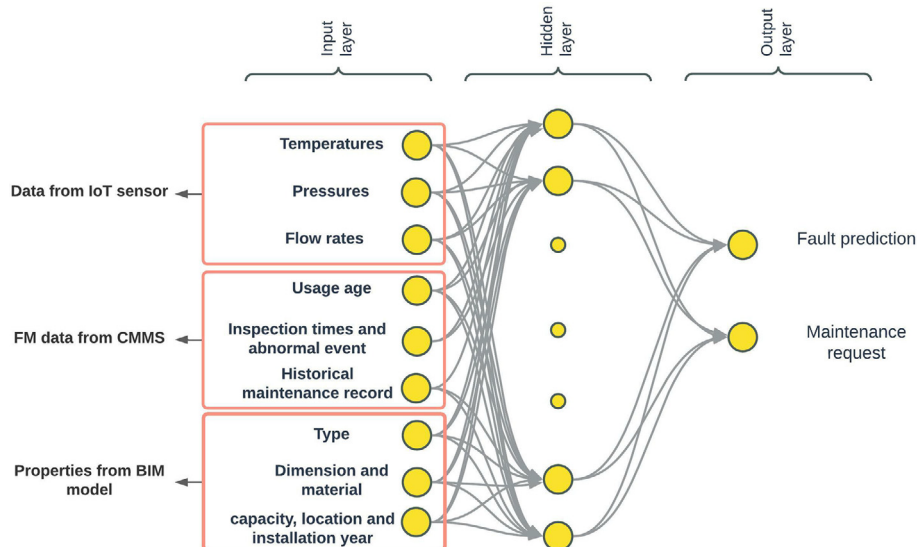 Input
layer
Hidden
layer
Output
layer
Data from IoT sensor
Temperatures
Pressures
Flow rates
FM data from CMMS
Usage age
Inspection times and
abnormal event
Historical
maintenance record
Properties from BIM
model
Type
Dimension and
material
capacity, location and
installation year
Fault prediction
Maintenance
request